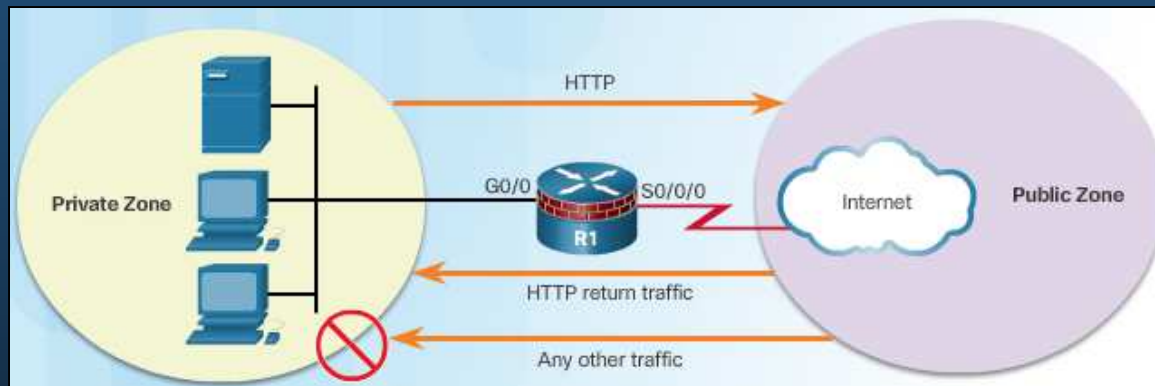 HTTP
Private Zone
G0/0
S0/0/0
R1
Internet
Public Zone
HTTP return traffic
Any other traffic